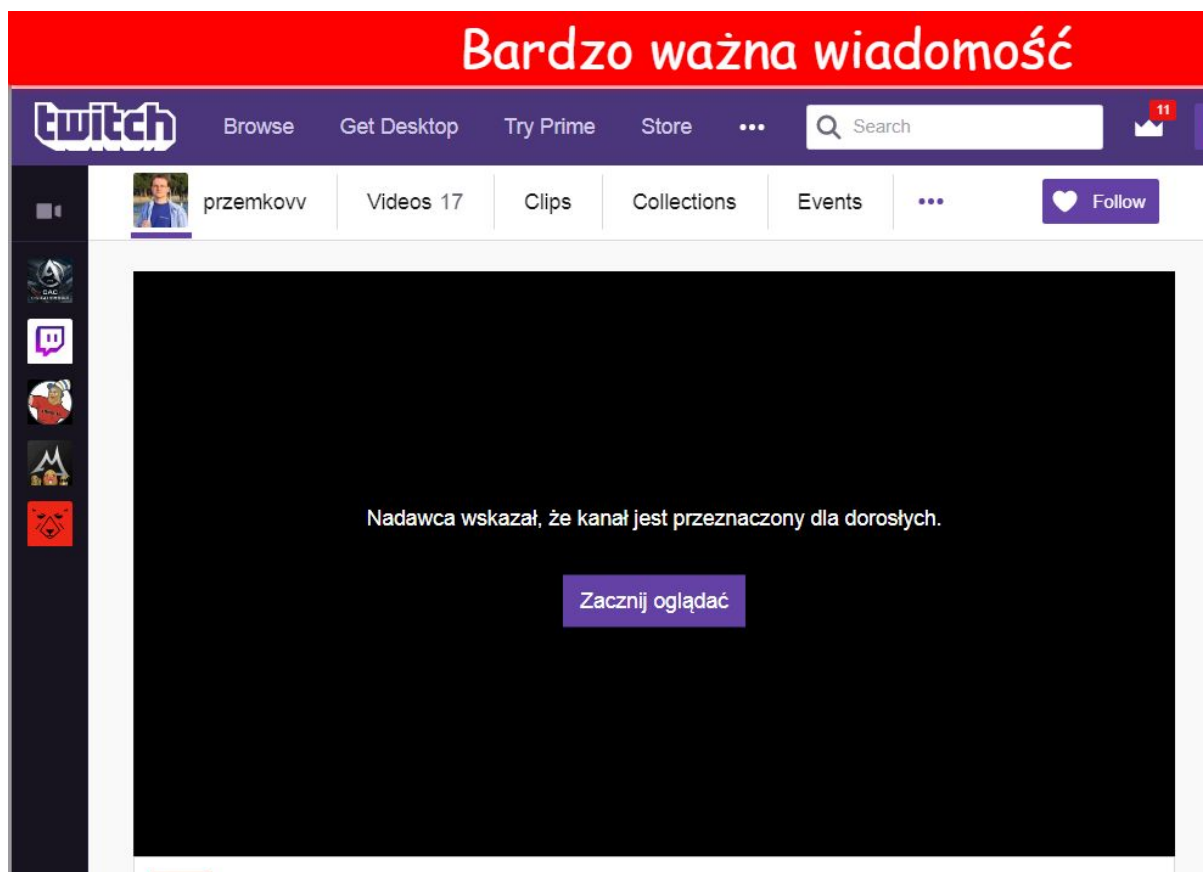 Bardzo ważna wiadomość
twitch Browse Get Desktop Try Prime Store ••• Search 11
przemkovv Videos 17 Clips Collections Events ••• Follow
Nadawca wskazał, że kanał jest przeznaczony dla dorosłych.
Zacznij oglądać